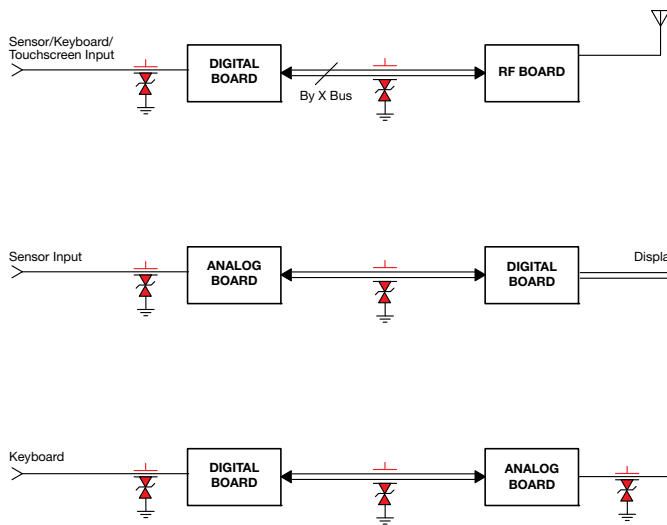 Sensor/Keyboard/
Touchscreen Input
DIGITAL
BOARD
By X Bus
RF BOARD
Sensor Input
ANALOG
BOARD
DIGITAL
BOARD
Displa
Keyboard
DIGITAL
BOARD
ANALOG
BOARD